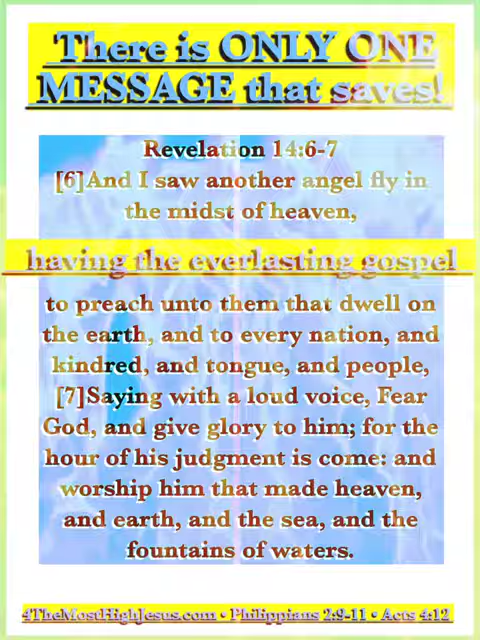 There is ONLY ONE
MESSAGE that saves!
Revelation 14:6-7
[6]And I saw another angel fly in
the midst of heaven,
having the everlasting gospel
to preach unto them that dwell on
the earth, and to every nation, and
kindred, and tongue, and people,
[7]Saying with a loud voice, Fear
God, and give glory to him; for the
hour of his judgment is come: and
worship him that made heaven,
and earth, and the sea, and the
fountains of waters.
4TheMostHighJesus.com • Philippians 2:9-11 • Acts 4:12